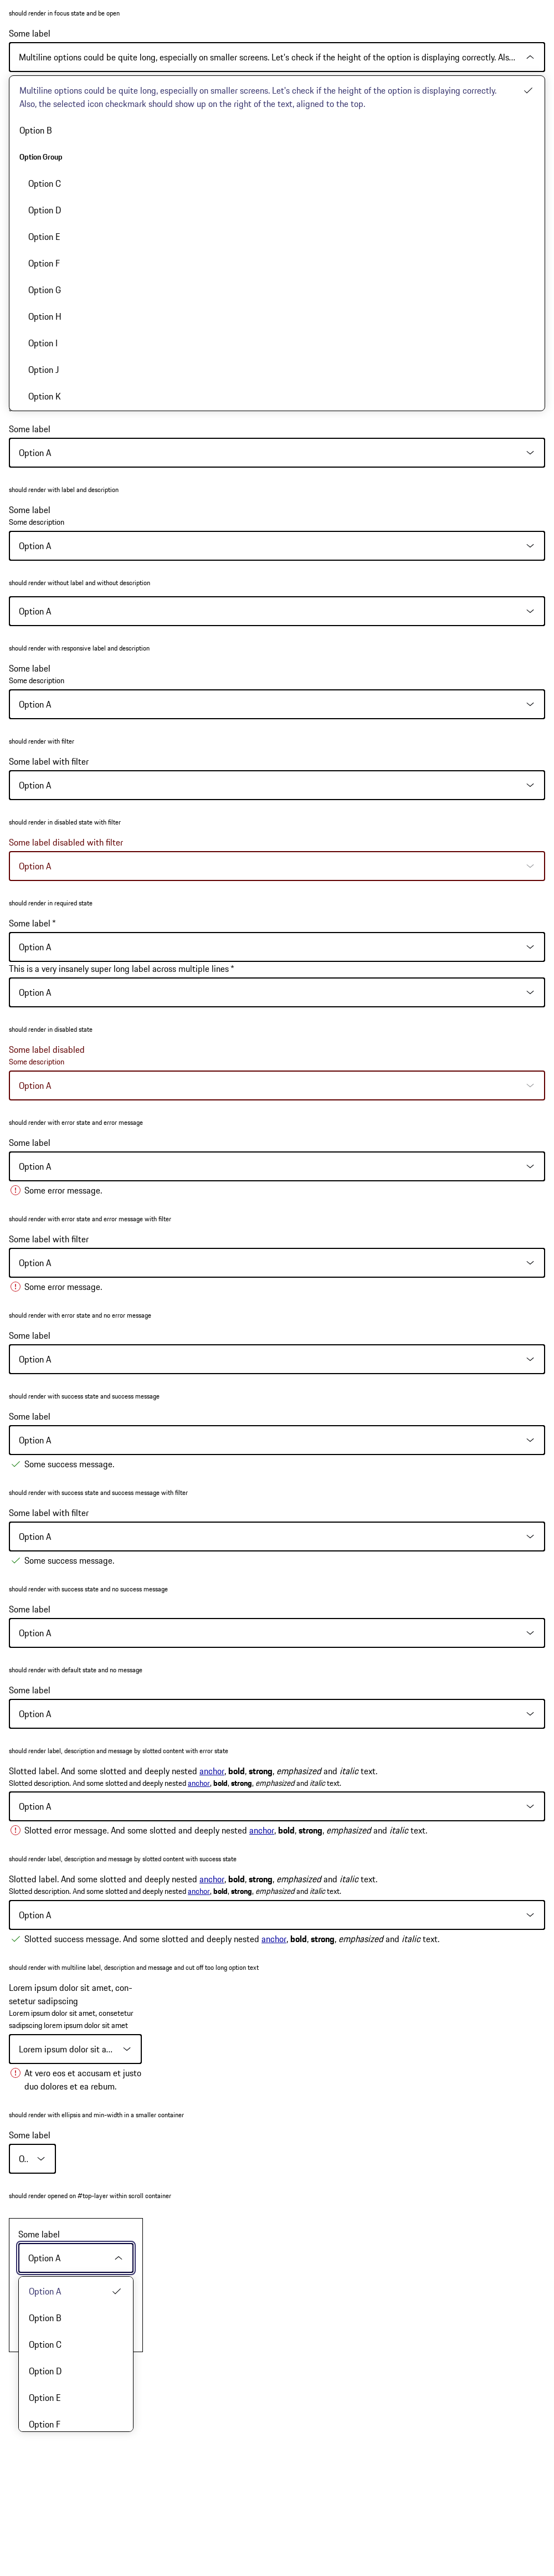 should render in focus state and be open
Some label
Multiline options could be quite long, especially on smaller screens. Let's check if the height of the option is displaying correctly. Als...
Multiline options could be quite long, especially on smaller screens. Let's check if the height of the option is displaying correctly.
Also, the selected icon checkmark should show up on the right of the text, aligned to the top.
Option B
Option Group
Option C
Option D
Option E
Option F
Option G
Option H
Option I
Option J
Option K
Some label
Option A
should render with label and description
Some label
Some description
Option A
should render without label and without description
Option A
should render with responsive label and description
Some label
Some description
Option A
should render with filter
Some label with filter
Option A
should render in disabled state with filter
Some label disabled with filter
Option A
should render in required state
Some label *
Option A
This is a very insanely super long label across multiple lines *
Option A
should render in disabled state
Some label disabled
Some description
Option A
should render with error state and error message
Some label
Option A
Some error message.
should render with error state and error message with filter
Some label with filter
Option A
Some error message.
should render with error state and no error message
Some label
Option A
should render with success state and success message
Some label
Option A
Some success message.
should render with success state and success message with filter
Some label with filter
Option A
Some success message.
should render with success state and no success message
Some label
Option A
should render with default state and no message
Some label
Option A
should render label, description and message by slotted content with error state
Slotted label. And some slotted and deeply nested anchor, bold, strong, emphasized and italic text.
Slotted description. And some slotted and deeply nested anchor, bold, strong, emphasized and italic text.
Option A
Slotted error message. And some slotted and deeply nested anchor, bold, strong, emphasized and italic text.
should render label, description and message by slotted content with success state
Slotted label. And some slotted and deeply nested anchor, bold, strong, emphasized and italic text.
Slotted description. And some slotted and deeply nested anchor, bold, strong, emphasized and italic text.
Option A
Slotted success message. And some slotted and deeply nested anchor, bold, strong, emphasized and italic text.
should render with multiline label, description and message and cut off too long option text
Lorem ipsum dolor sit amet, con-
setetur sadipscing
Lorem ipsum dolor sit amet, consetetur
sadipscing lorem ipsum dolor sit amet
Lorem ipsum dolor sit a...
At vero eos et accusam et justo
duo dolores et ea rebum.
should render with ellipsis and min-width in a smaller container
Some label
O..
should render opened on #top-layer within scroll container
Some label
Option A
Option A
Option B
Option C
Option D
Option E
Option F